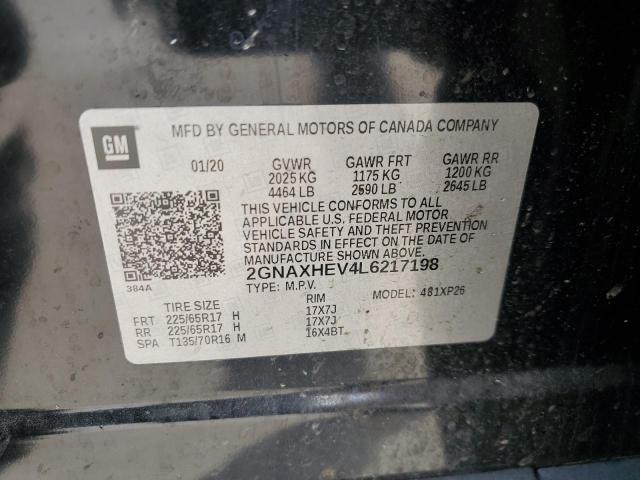 GM
MFD BY GENERAL MOTORS OF CANADA COMPANY
01/20 GVWR GAWR FRT GAWR RR
2025 KG 1175 KG 1200 KG
4464 LB 2590 LB 2645 LB
THIS VEHICLE CONFORMS TO ALL
APPLICABLE U.S. FEDERAL MOTOR
VEHICLE SAFETY AND THEFT PREVENTION
STANDARDS IN EFFECT ON THE DATE OF
MANUFACTURE SHOWN ABOVE.
384A
2GNAXHEV4L6217198
TYPE: M.P.V. MODEL: 481XP26
TIRE SIZE RIM
FRT 225/65R17 H 17X7J
RR 225/65R17 H 17X7J
SPA T135/70R16 M 16X4BT